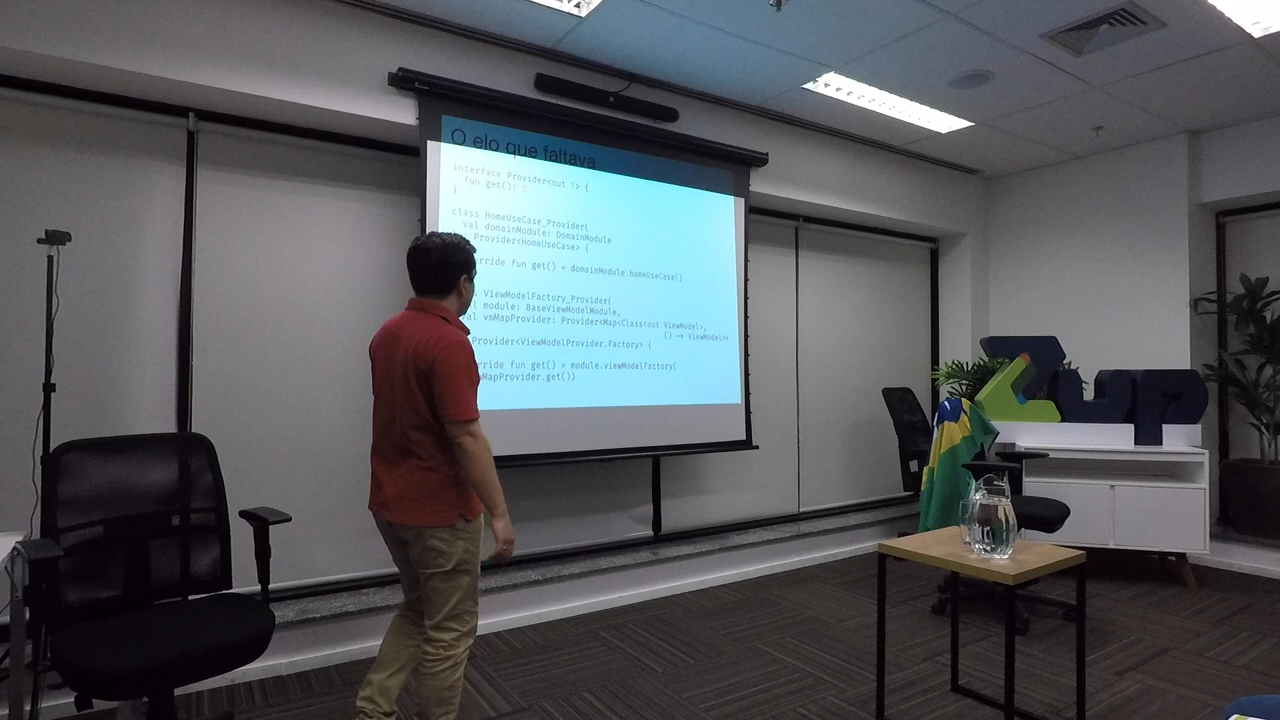 O elo que faltava
interface Provider<out T> {
fun get(): T
}
class HomeUseCase_Provider(
val domainModule: DomainModule
Provider<HomeUseCase> {
rride fun get() = domainModule.homeUseCase()
ViewModelFactory_Provider(
module: BaseViewModelModule,
val vmMapProvider: Provider<Map<Class<out ViewModel>,
() -> ViewModel>>
Provider<ViewModelProvider.Factory> {
rride fun get() = module.viewModelFactory(
MapProvider.get())
zup